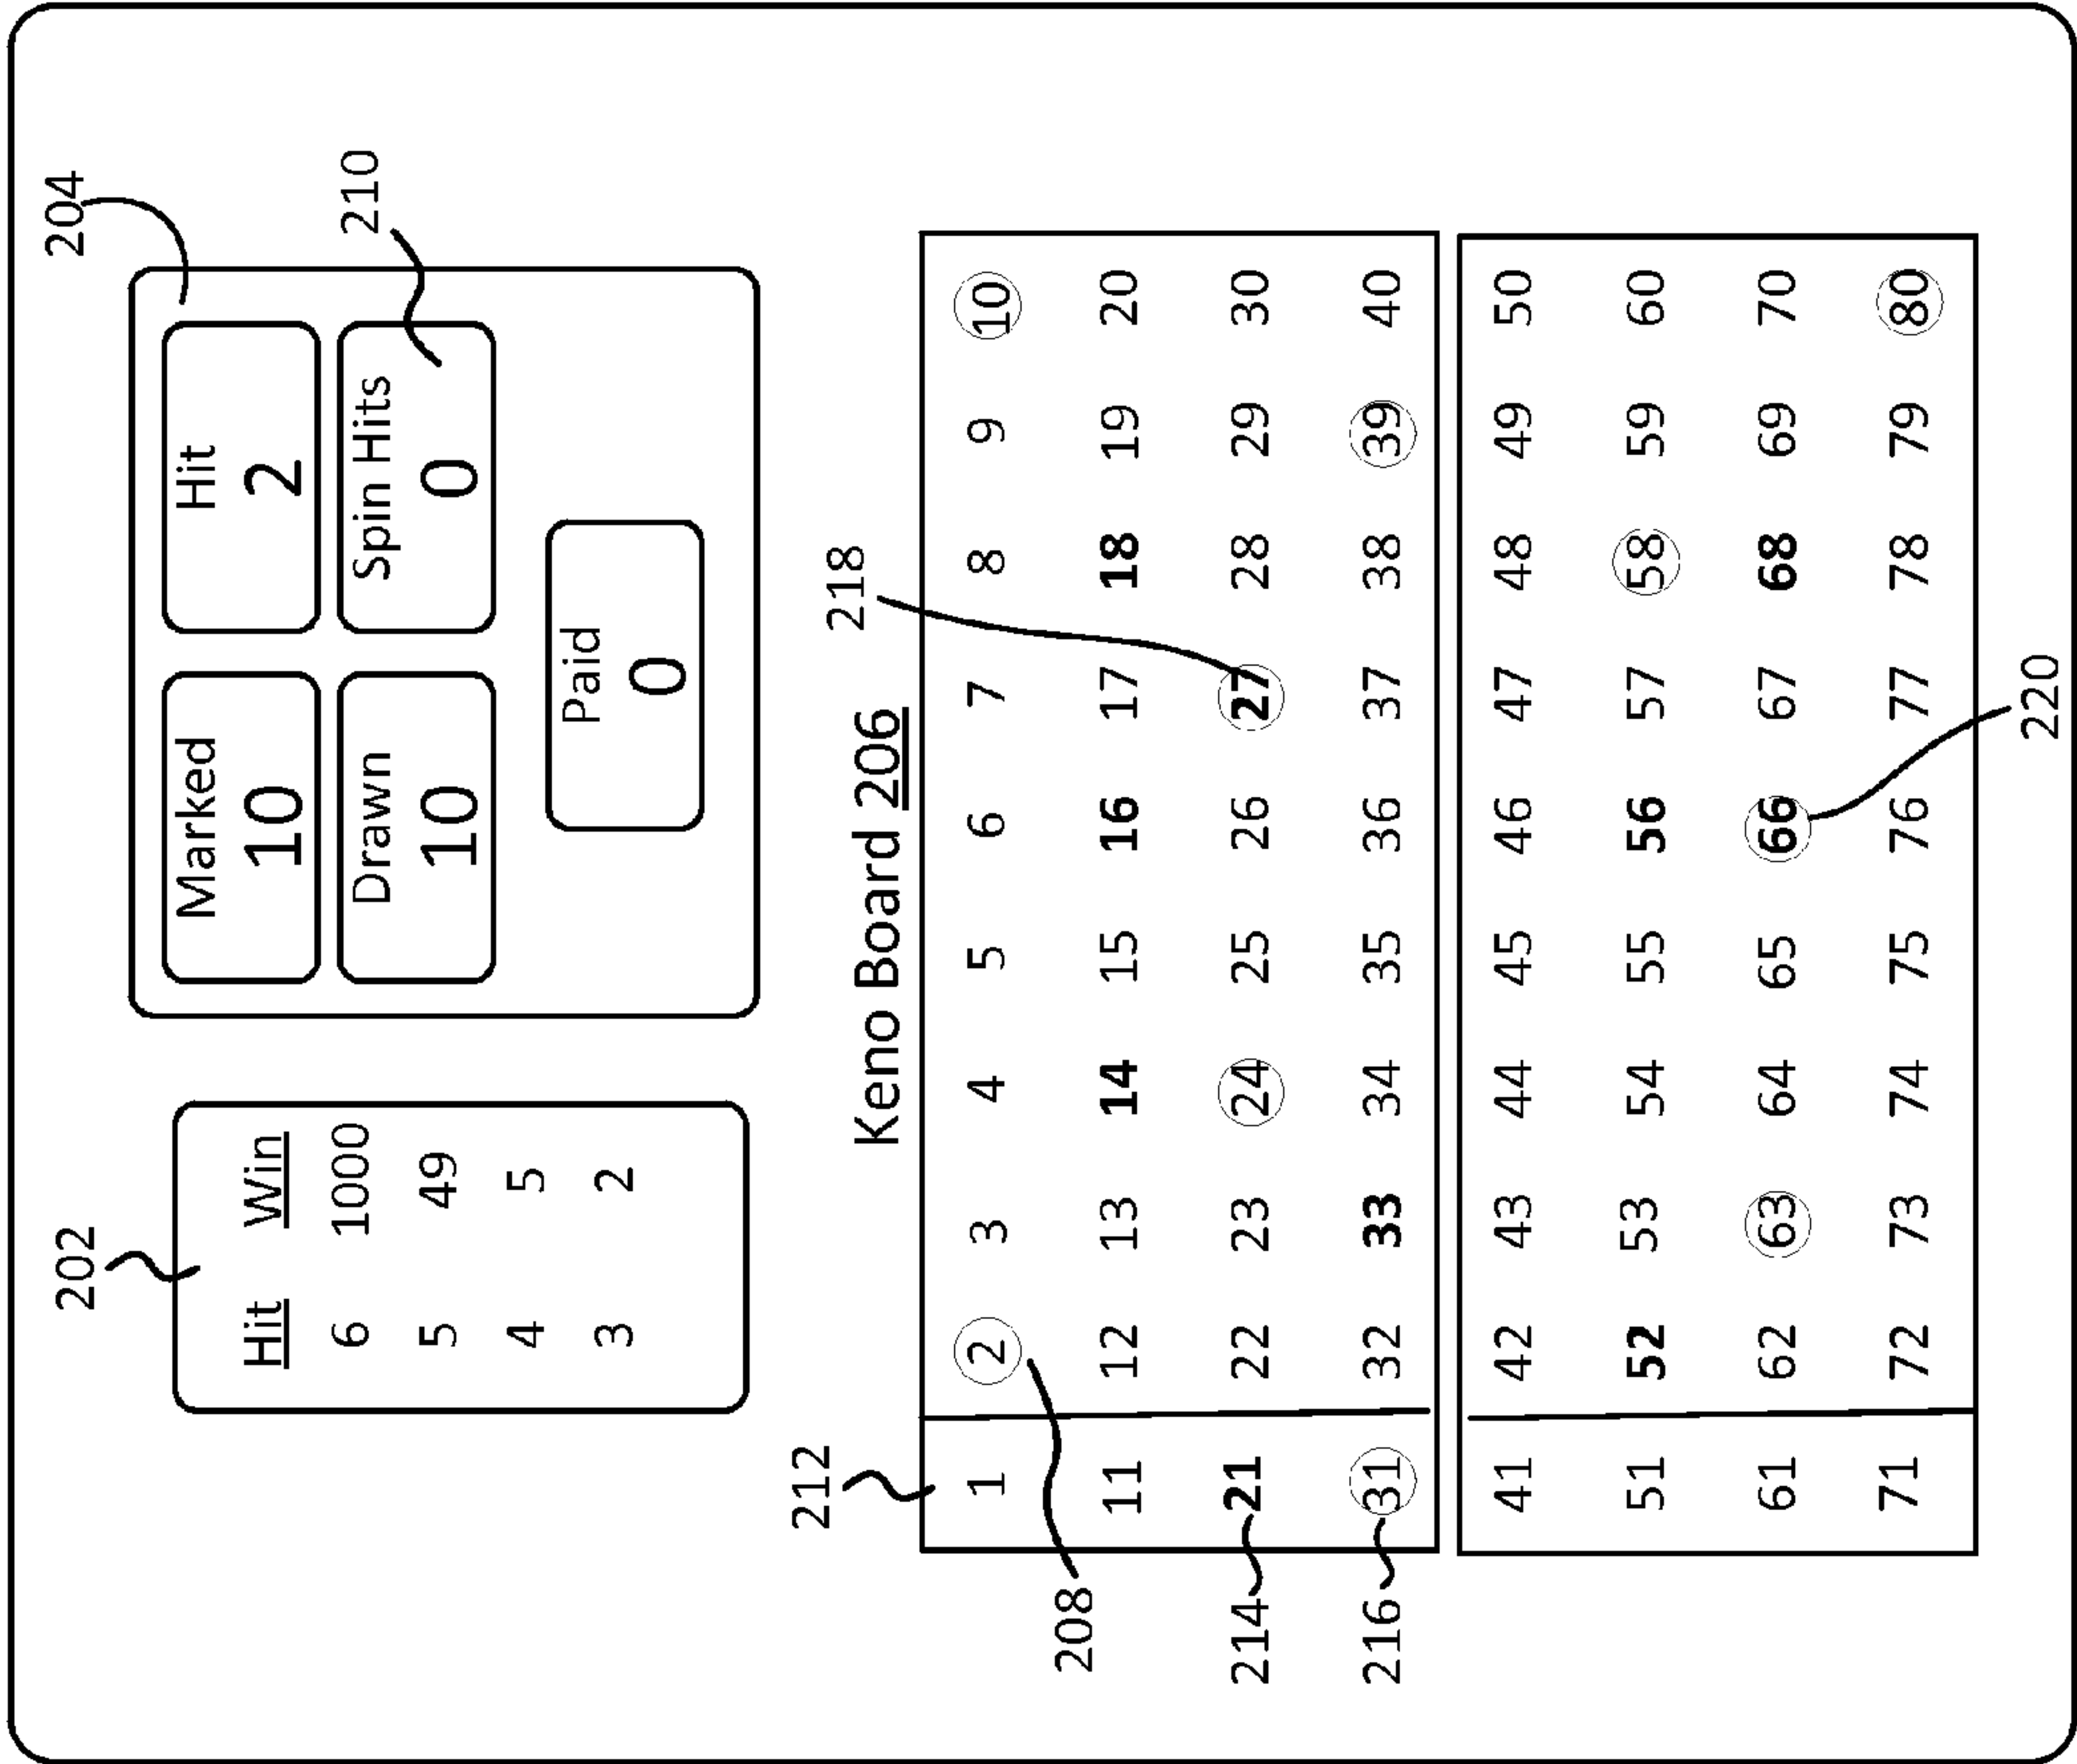 204
202
210
Hit Win
6 1000
5 49
4 5
3 2
Marked
10
Hit
2
Drawn
10
Spin Hits
0
Paid
0
212
218
Keno Board 206
1 2 3 4 5 6 7 8 9 10
11 12 13 14 15 16 17 18 19 20
21 22 23 24 25 26 27 28 29 30
31 32 33 34 35 36 37 38 39 40
208
214
216
41 42 43 44 45 46 47 48 49 50
51 52 53 54 55 56 57 58 59 60
61 62 63 64 65 66 67 68 69 70
71 72 73 74 75 76 77 78 79 80
220